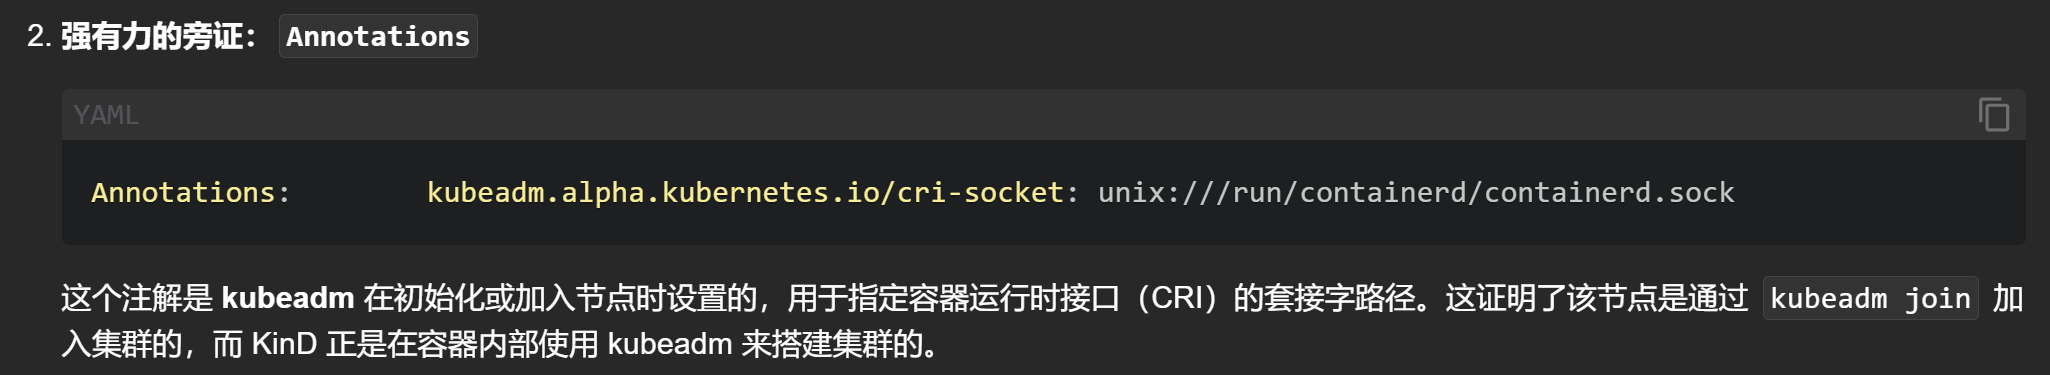 2. 强有力的旁证： Annotations
YAML
Annotations:        kubeadm.alpha.kubernetes.io/cri-socket: unix:///run/containerd/containerd.sock
这个注解是 kubeadm 在初始化或加入节点时设置的，用于指定容器运行时接口（CRI）的套接字路径。这证明了该节点是通过 kubeadm join 加
入集群的，而 KinD 正是在容器内部使用 kubeadm 来搭建集群的。